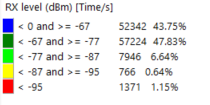 RX level (dBm) [Time/s]
< 0 and >= -67 52342 43.75%
< -67 and >= -77 57224 47.83%
< -77 and >= -87 7946 6.64%
< -87 and >= -95 766 0.64%
< -95 1371 1.15%